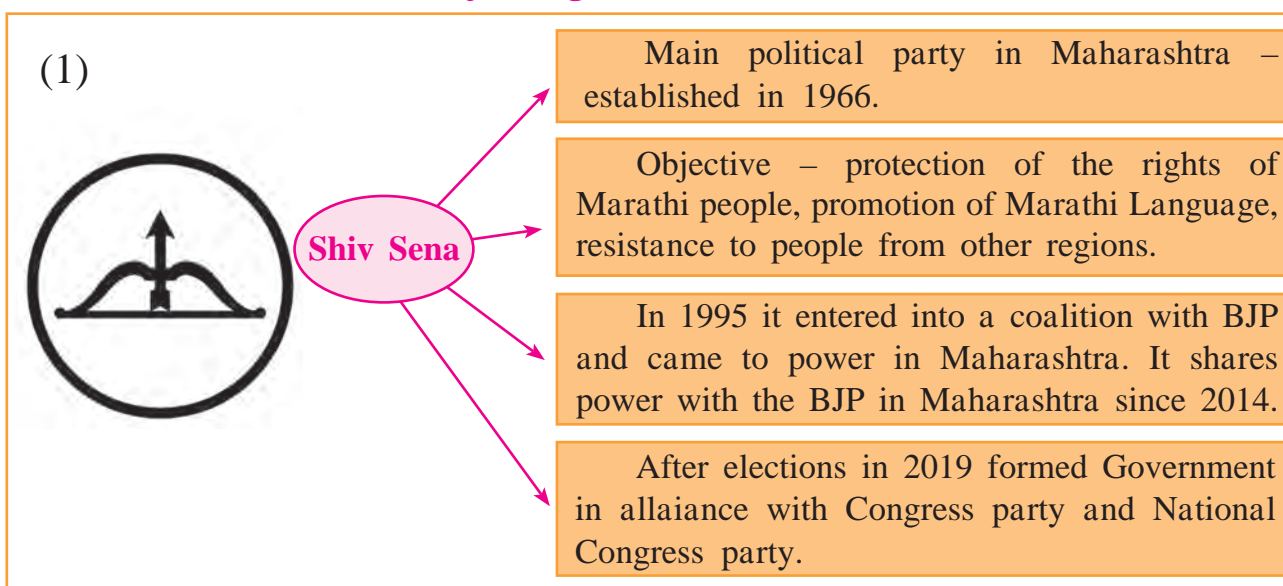 (1)
Shiv Sena
Main political party in Maharashtra –
established in 1966.
Objective – protection of the rights of
Marathi people, promotion of Marathi Language,
resistance to people from other regions.
In 1995 it entered into a coalition with BJP
and came to power in Maharashtra. It shares
power with the BJP in Maharashtra since 2014.
After elections in 2019 formed Government
in allaiance with Congress party and National
Congress party.